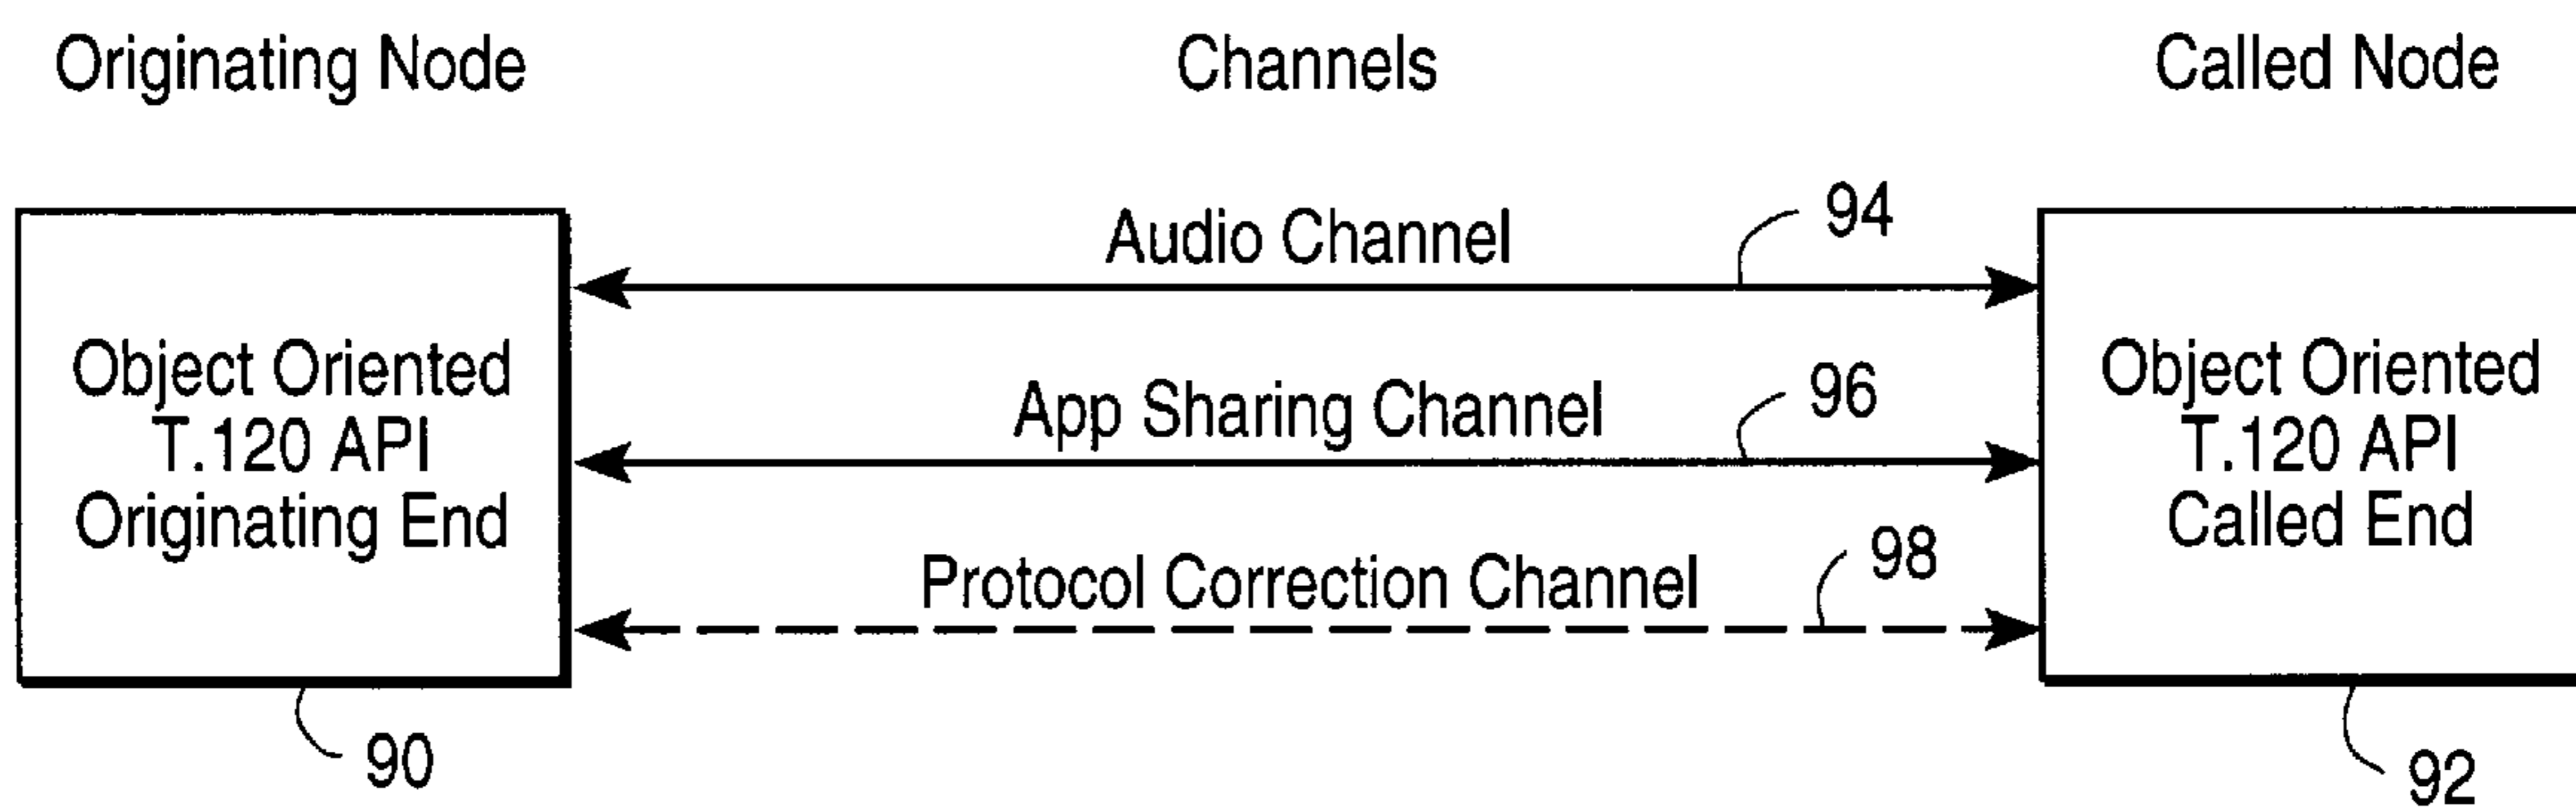 Originating Node
Channels
Called Node
Audio Channel
94
Object Oriented
T.120 API
Originating End
App Sharing Channel
96
Object Oriented
T.120 API
Called End
Protocol Correction Channel
98
90
92